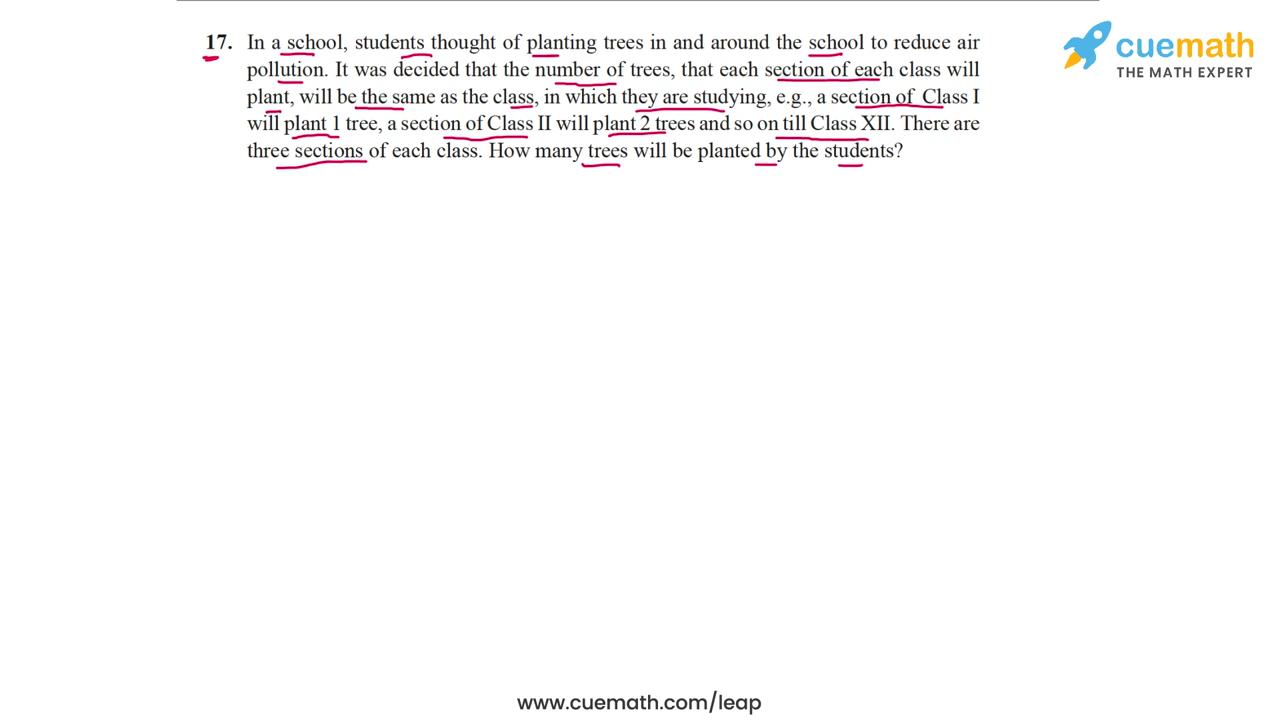 17. In a school, students thought of planting trees in and around the school to reduce air
pollution. It was decided that the number of trees, that each section of each class will
plant, will be the same as the class, in which they are studying, e.g., a section of Class I
will plant 1 tree, a section of Class II will plant 2 trees and so on till Class XII. There are
three sections of each class. How many trees will be planted by the students?
cuemath
THE MATH EXPERT
www.cuemath.com/leap